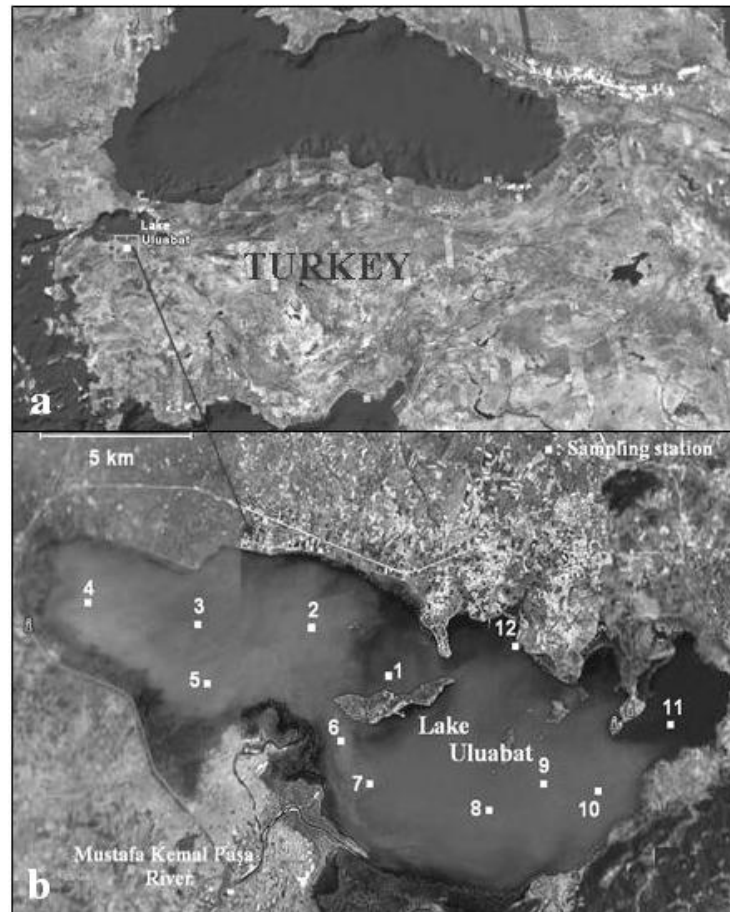 Lake
Uluabat
TURKEY
a
5 km
: Sampling station
4
3
2
12
1
5
11
6
Lake
Uluabat
7
9
8
10
Mustafa Kemal Paşa
River
b